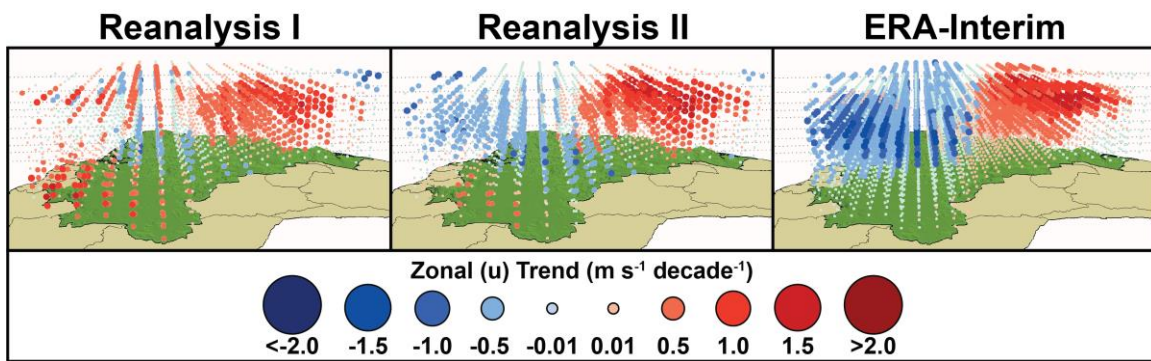 Reanalysis I Reanalysis II ERA-Interim
Zonal (u) Trend (m s⁻¹ decade⁻¹)
<-2.0 -1.5 -1.0 -0.5 -0.01 0.01 0.5 1.0 1.5 >2.0